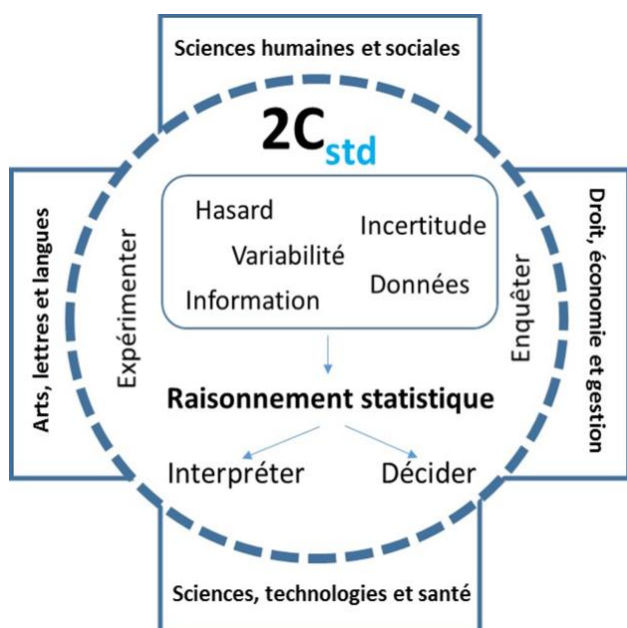 Sciences humaines et sociales
2Cstd
Hasard
Incertitude
Variabilité
Données
Information
Expérimenter
Enquêter
Arts, lettres et langues
Droit, économie et gestion
Raisonnement statistique
Interpréter
Décider
Sciences, technologies et santé